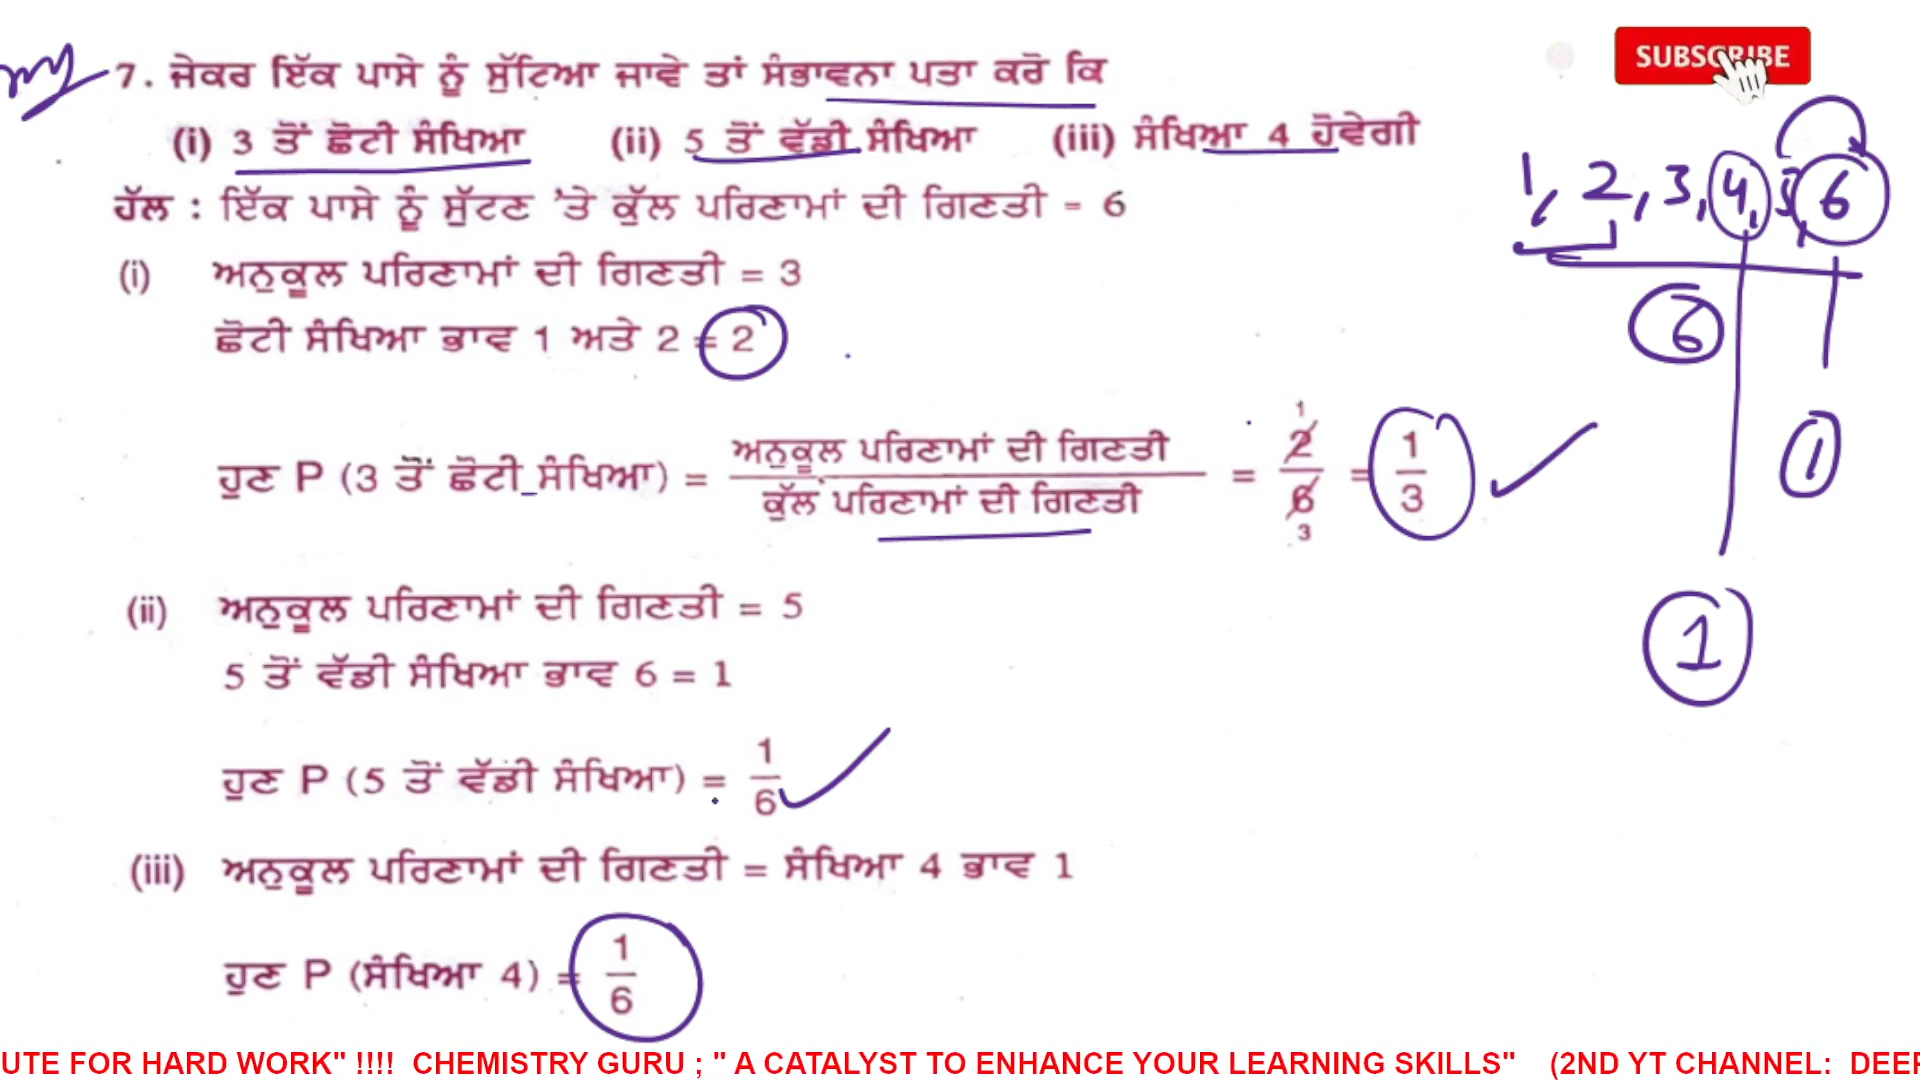 7. ਜੇਕਰ ਇੱਕ ਪਾਸੇ ਨੂੰ ਸੁੱਟਿਆ ਜਾਵੇ ਤਾਂ ਸੰਭਾਵਨਾ ਪਤਾ ਕਰੋ ਕਿ
SUBSCRIBE
(i) 3 ਤੋਂ ਛੋਟੀ ਸੰਖਿਆ (ii) 5 ਤੋਂ ਵੱਡੀ ਸੰਖਿਆ (iii) ਸੰਖਿਆ 4 ਹੋਵੇਗੀ
1, 2, 3, 4, 5, 6
ਹੱਲ : ਇੱਕ ਪਾਸੇ ਨੂੰ ਸੁੱਟਣ 'ਤੇ ਕੁੱਲ ਪਰਿਣਾਮਾਂ ਦੀ ਗਿਣਤੀ = 6
(i) ਅਨੁਕੂਲ ਪਰਿਣਾਮਾਂ ਦੀ ਗਿਣਤੀ = 3
6
ਛੋਟੀ ਸੰਖਿਆ ਭਾਵ 1 ਅਤੇ 2 = 2
ਹੁਣ P (3 ਤੋਂ ਛੋਟੀ ਸੰਖਿਆ) = ਅਨੁਕੂਲ ਪਰਿਣਾਮਾਂ ਦੀ ਗਿਣਤੀ / ਕੁੱਲ ਪਰਿਣਾਮਾਂ ਦੀ ਗਿਣਤੀ = 2/6 = 1/3
1
3
1
(ii) ਅਨੁਕੂਲ ਪਰਿਣਾਮਾਂ ਦੀ ਗਿਣਤੀ = 5
1
5 ਤੋਂ ਵੱਡੀ ਸੰਖਿਆ ਭਾਵ 6 = 1
ਹੁਣ P (5 ਤੋਂ ਵੱਡੀ ਸੰਖਿਆ) = 1/6
(iii) ਅਨੁਕੂਲ ਪਰਿਣਾਮਾਂ ਦੀ ਗਿਣਤੀ = ਸੰਖਿਆ 4 ਭਾਵ 1
ਹੁਣ P (ਸੰਖਿਆ 4) = 1/6
UTE FOR HARD WORK" !!!! CHEMISTRY GURU ; " A CATALYST TO ENHANCE YOUR LEARNING SKILLS" (2ND YT CHANNEL: DEEP